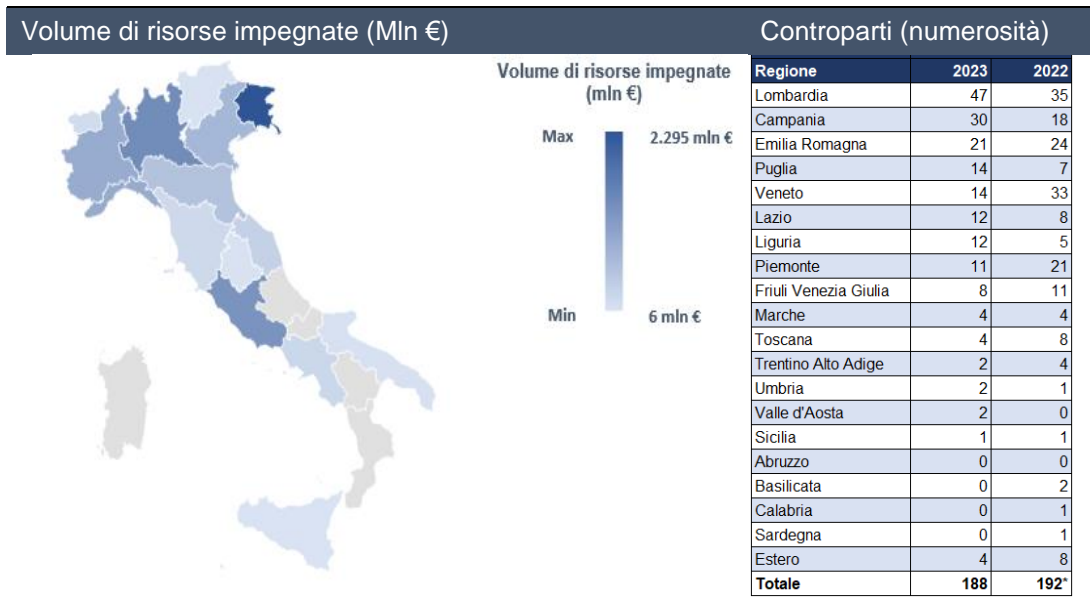 Volume di risorse impegnate (Mln €)
Controparti (numerosità)
Volume di risorse impegnate
(mln €)
Max 2.295 mln €
Min 6 mln €
Regione 2023 2022
Lombardia 47 35
Campania 30 18
Emilia Romagna 21 24
Puglia 14 7
Veneto 14 33
Lazio 12 8
Liguria 12 5
Piemonte 11 21
Friuli Venezia Giulia 8 11
Marche 4 4
Toscana 4 8
Trentino Alto Adige 2 4
Umbria 2 1
Valle d'Aosta 2 0
Sicilia 1 1
Abruzzo 0 0
Basilicata 0 2
Calabria 0 1
Sardegna 0 1
Estero 4 8
Totale 188 192*